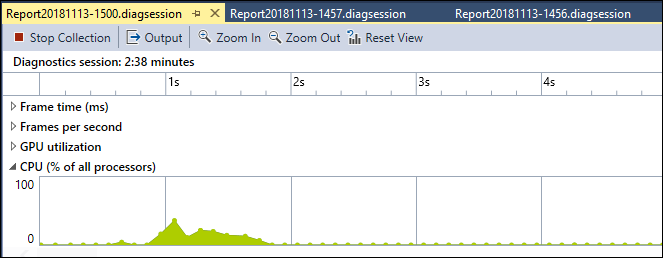 Report20181113-1500.diagsession Report20181113-1457.diagsession Report20181113-1456.diagsession
Stop Collection Output Zoom In Zoom Out Reset View
Diagnostics session: 2:38 minutes
1s 2s 3s 4s
Frame time (ms)
Frames per second
GPU utilization
CPU (% of all processors)
100
0